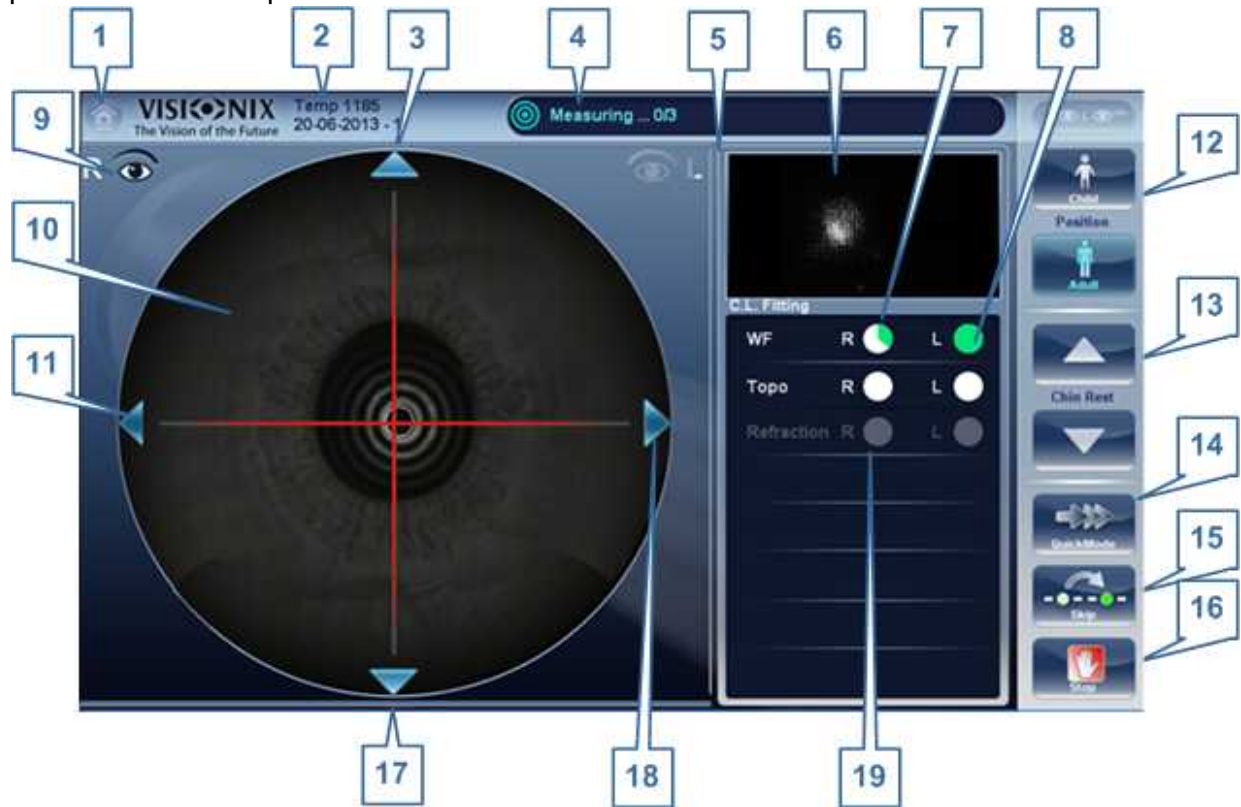 1
2
3
4
5
6
7
8
VISIONIX
The Vision of the Future
Temp 1185
20-06-2013 - 1
Measuring ... 0/3
9
R
L
12
Child
Position
Adult
10
C.L. Fitting
WF R L
Topo R L
Refraction R L
13
Chin Rest
11
14
QuickMode
15
Skip
16
Stop
17
18
19